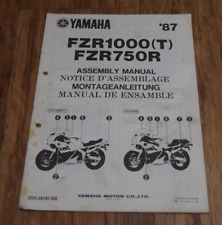 YAMAHA '87
FZR1000(T)
FZR750R
ASSEMBLY MANUAL
NOTICE D'ASSEMBLAGE
MONTAGEANLEITUNG
MANUAL DE ENSAMBLE
YAMAHA MOTOR CO.,LTD.